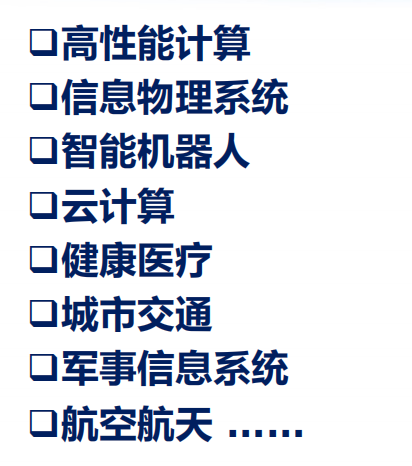 ❑高性能计算
❑信息物理系统
❑智能机器人
❑云计算
❑健康医疗
❑城市交通
❑军事信息系统
❑航空航天 ……